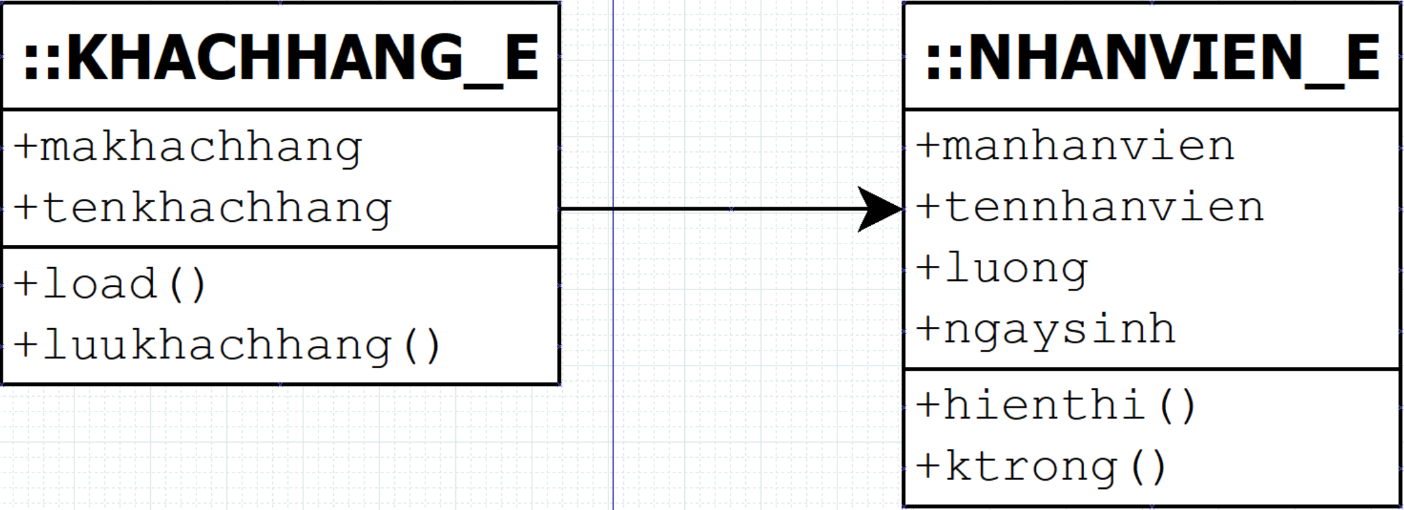 ::KHACHHANG_E
+makhachhang
+tenkhachhang
+load()
+luukhachhang()
::NHANVIEN_E
+manhanvien
+tennhanvien
+luong
+ngaysinh
+hienthi()
+ktrong()